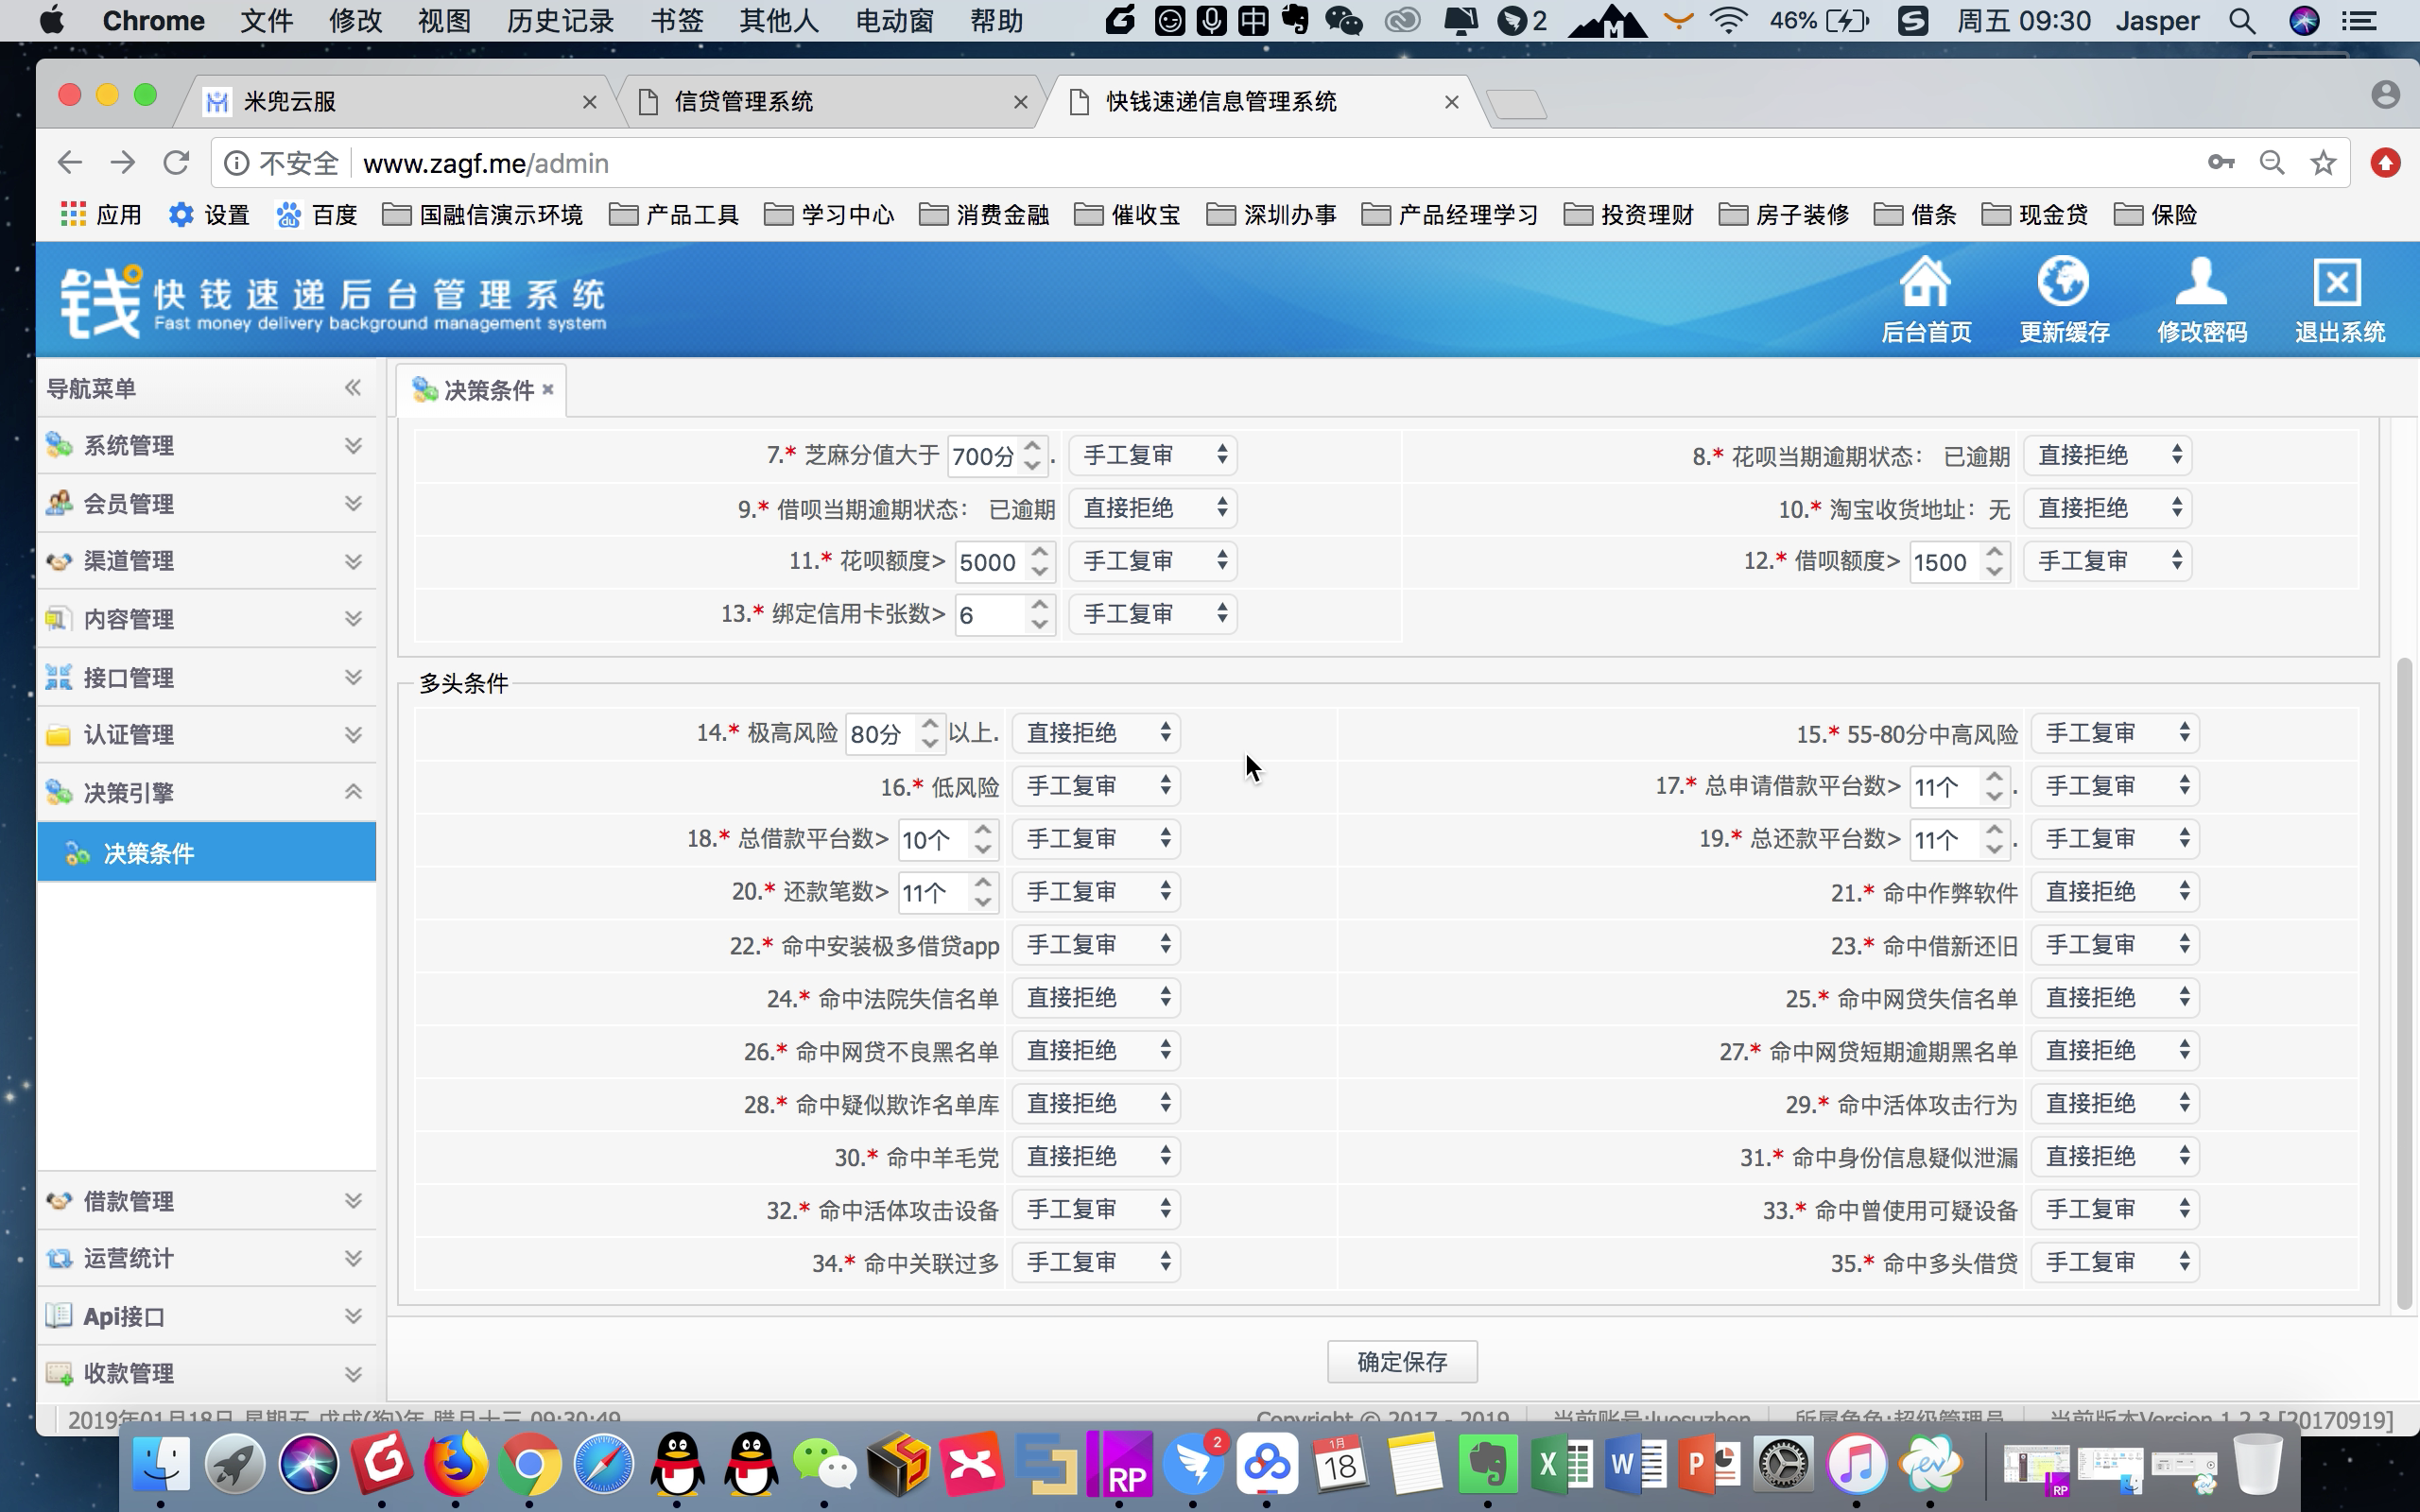 Chrome 文件 修改 视图 历史记录 书签 其他人 电动窗 帮助 中 2 46% 周五 09:30 Jasper
米兜云服 信贷管理系统 快钱速递信息管理系统
不安全 www.zagf.me/admin
应用 设置 百度 国融信演示环境 产品工具 学习中心 消费金融 催收宝 深圳办事 产品经理学习 投资理财 房子装修 借条 现金贷 保险
钱 快钱速递后台管理系统
Fast money delivery background management system
后台首页 更新缓存 修改密码 退出系统
导航菜单
系统管理
会员管理
渠道管理
内容管理
接口管理
认证管理
决策引擎
决策条件
借款管理
运营统计
Api接口
收款管理
决策条件
7.* 芝麻分值大于 700分 . 手工复审 8.* 花呗当期逾期状态： 已逾期 直接拒绝
9.* 借呗当期逾期状态： 已逾期 直接拒绝 10.* 淘宝收货地址：无 直接拒绝
11.* 花呗额度> 5000 手工复审 12.* 借呗额度> 1500 手工复审
13.* 绑定信用卡张数> 6 手工复审
多头条件
14.* 极高风险 80分 以上. 直接拒绝 15.* 55-80分中高风险 手工复审
16.* 低风险 手工复审 17.* 总申请借款平台数> 11个 . 手工复审
18.* 总借款平台数> 10个 手工复审 19.* 总还款平台数> 11个 . 手工复审
20.* 还款笔数> 11个 手工复审 21.* 命中作弊软件 直接拒绝
22.* 命中安装极多借贷app 手工复审 23.* 命中借新还旧 手工复审
24.* 命中法院失信名单 直接拒绝 25.* 命中网贷失信名单 直接拒绝
26.* 命中网贷不良黑名单 直接拒绝 27.* 命中网贷短期逾期黑名单 直接拒绝
28.* 命中疑似欺诈名单库 直接拒绝 29.* 命中活体攻击行为 直接拒绝
30.* 命中羊毛党 直接拒绝 31.* 命中身份信息疑似泄漏 直接拒绝
32.* 命中活体攻击设备 手工复审 33.* 命中曾使用可疑设备 手工复审
34.* 命中关联过多 手工复审 35.* 命中多头借贷 手工复审
确定保存
2019年01月18日 星期五 戊戌(狗)年 腊月十三 09:30:49 Copyright © 2017 - 2019 当前账号:luosuzhen 所属角色:超级管理员 当前版本Version 1.2.3 [20170919]
RP 2 1月 18 X W P ev